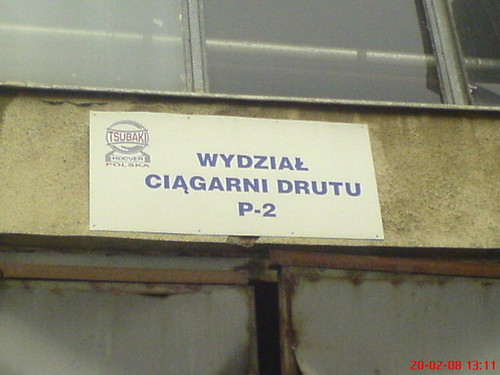 TSUBAKI
HOOVER
POLSKA
WYDZIAŁ
CIĄGARNI DRUTU
P-2
20-02-08 13:11